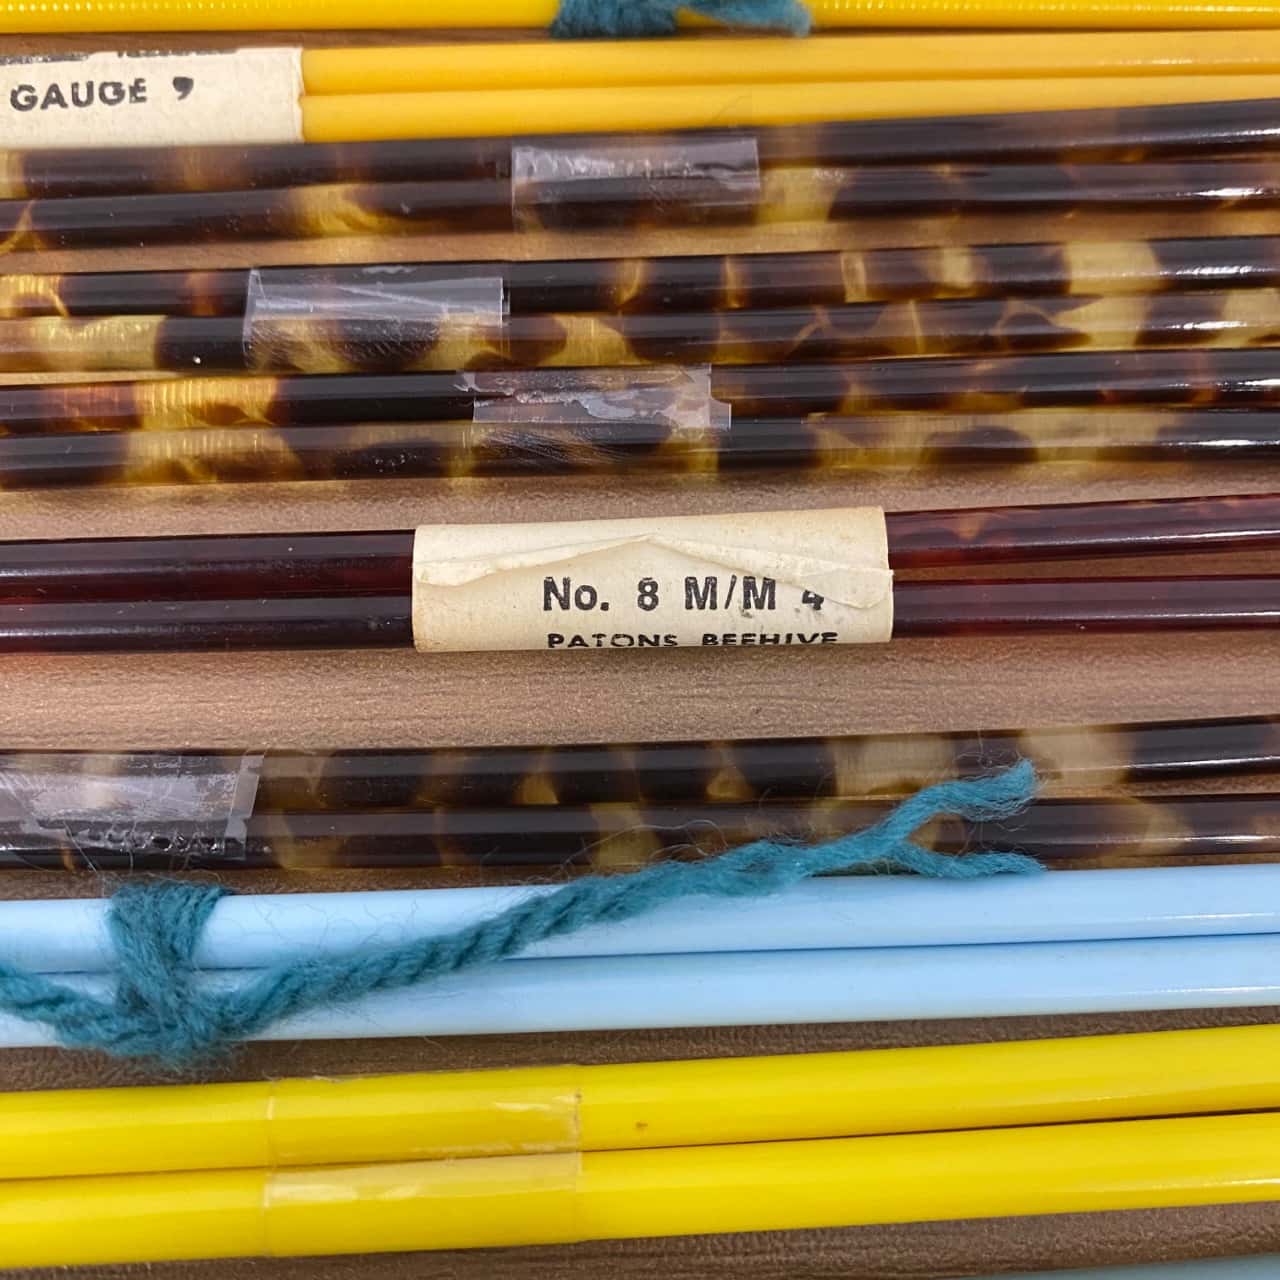 GAUGE 9
No. 8 M/M 4
PATONS BEEHIVE